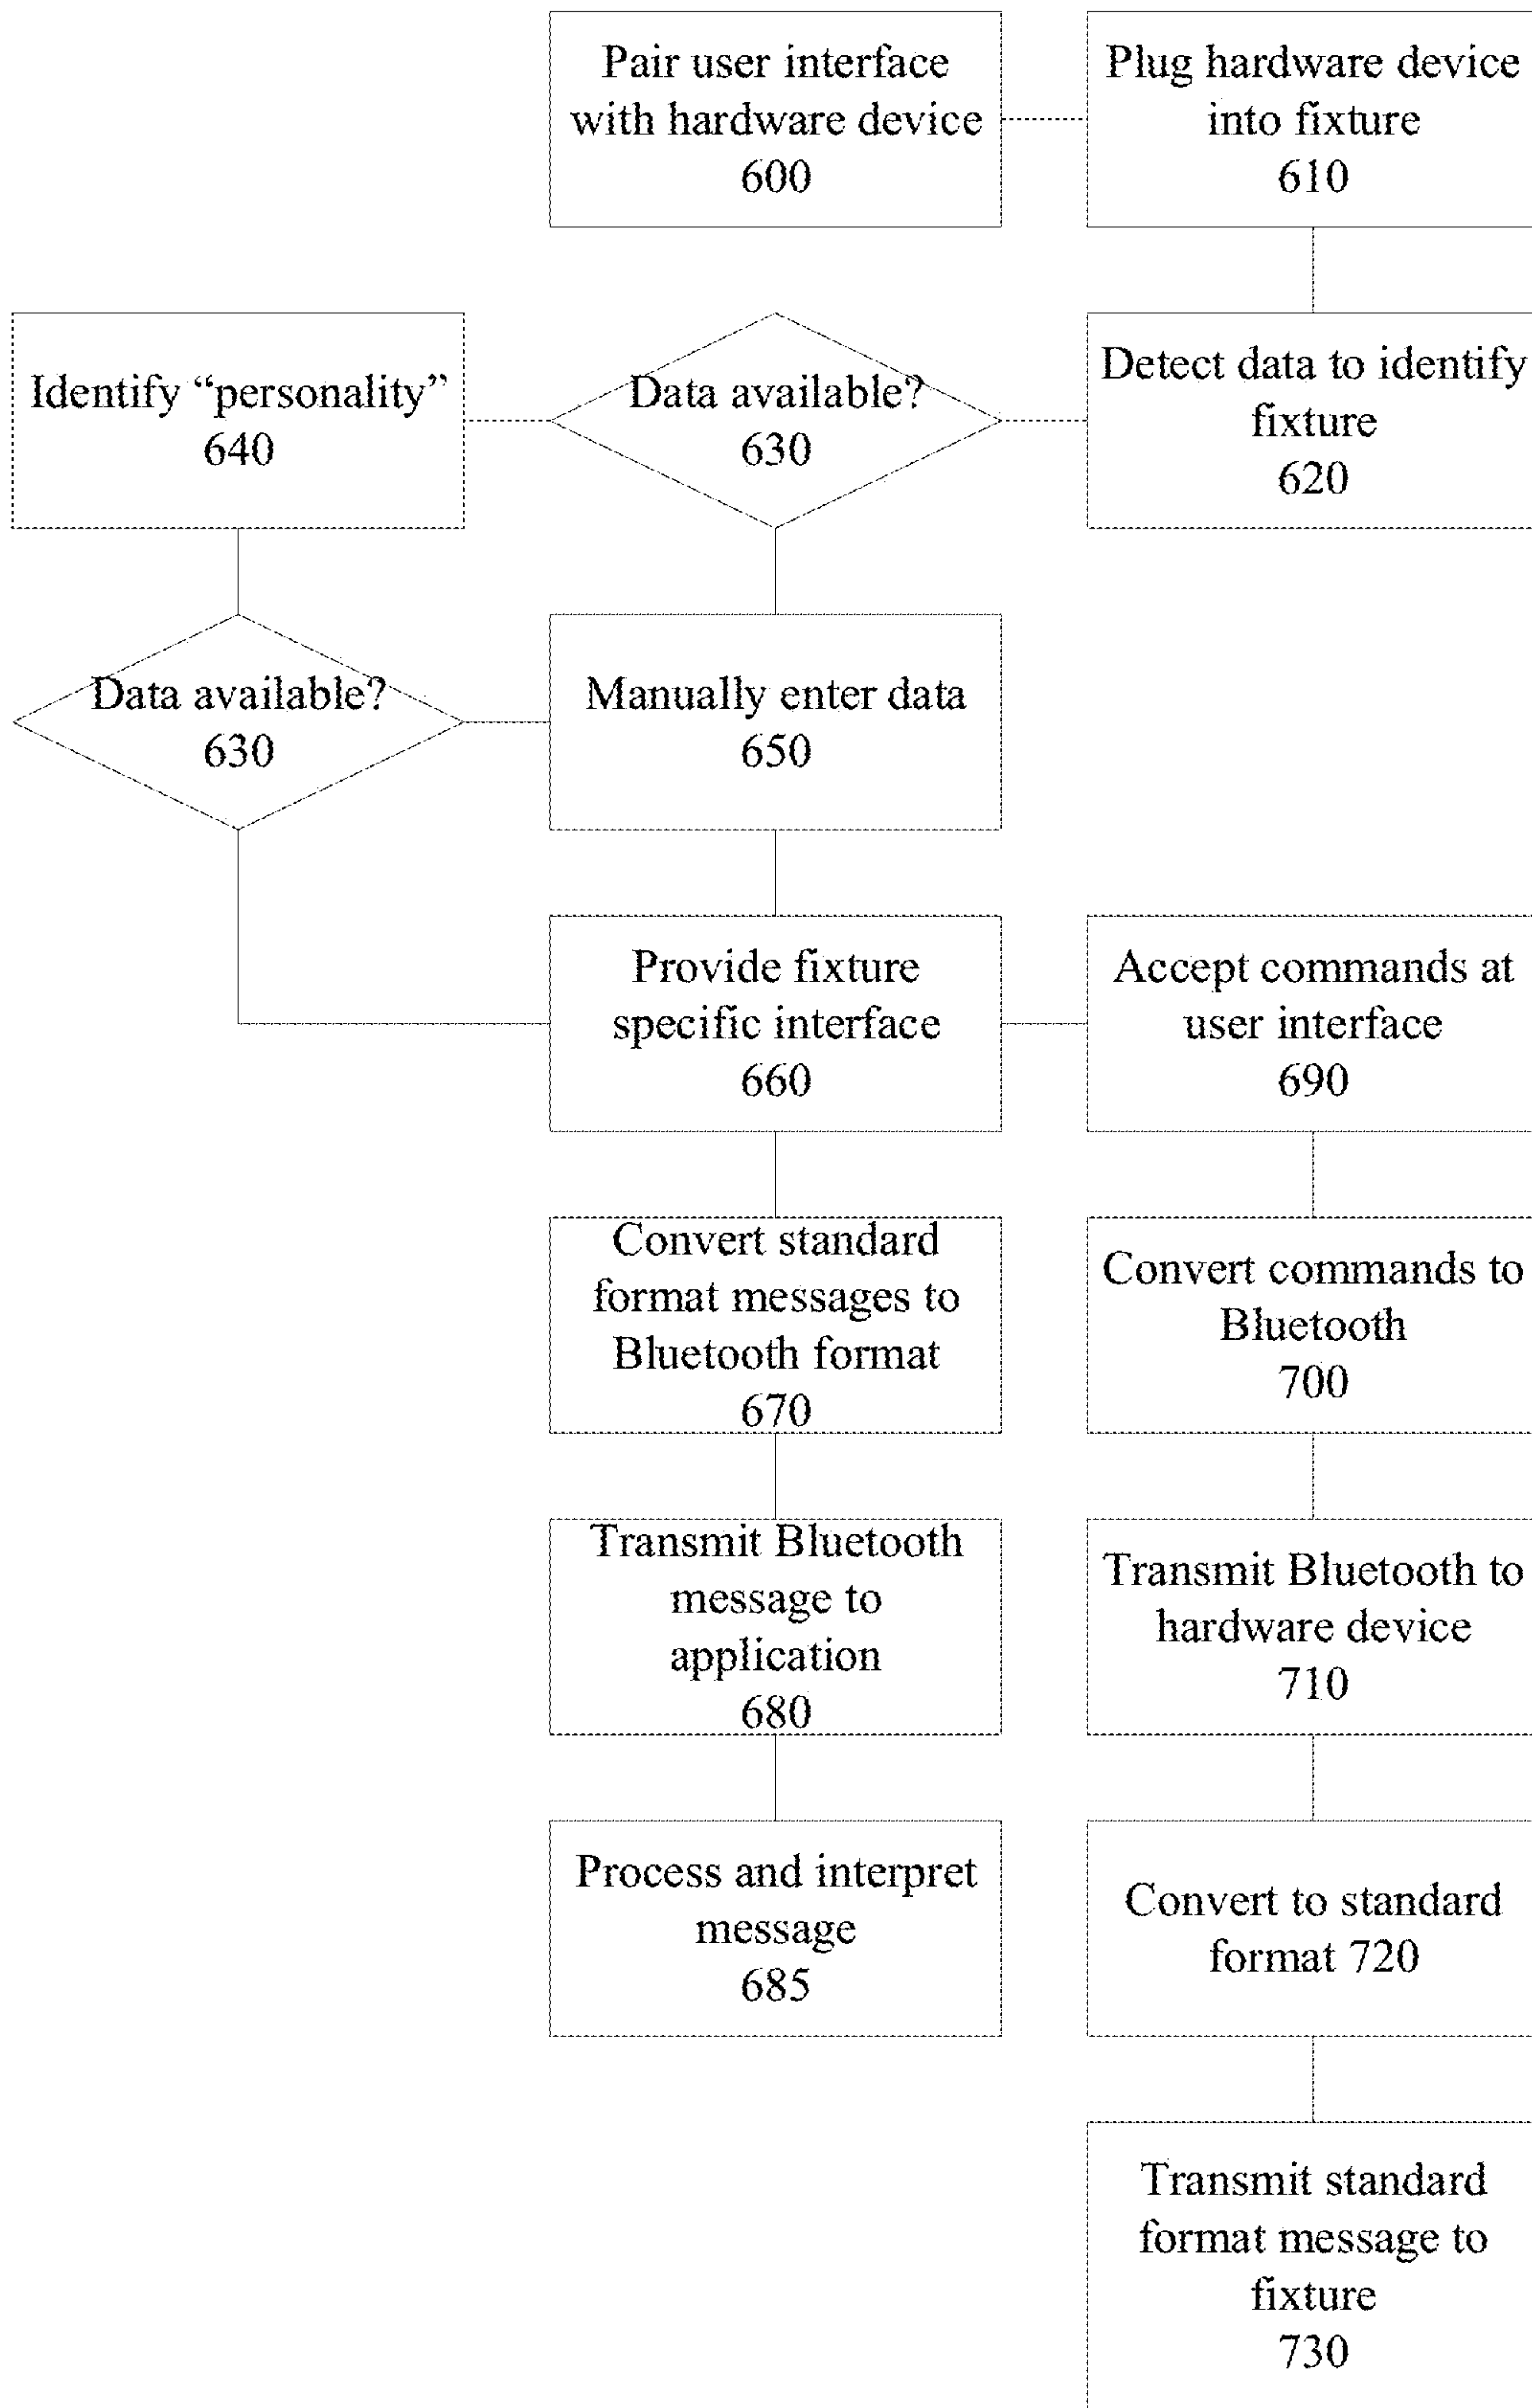 Pair user interface
with hardware device
600
Plug hardware device
into fixture
610
Identify “personality”
640
Data available?
630
Detect data to identify
fixture
620
Data available?
630
Manually enter data
650
Provide fixture
specific interface
660
Accept commands at
user interface
690
Convert standard
format messages to
Bluetooth format
670
Convert commands to
Bluetooth
700
Transmit Bluetooth
message to
application
680
Transmit Bluetooth to
hardware device
710
Process and interpret
message
685
Convert to standard
format 720
Transmit standard
format message to
fixture
730